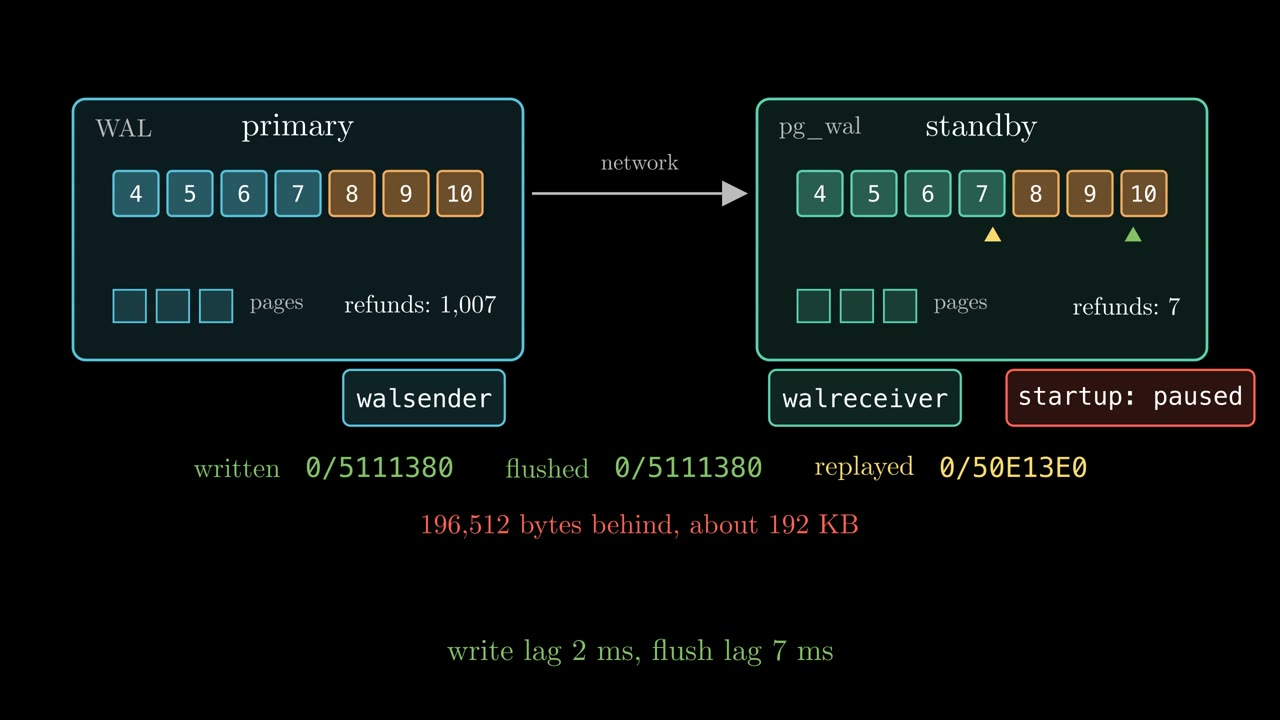 WAL primary
4 5 6 7 8 9 10
pages refunds: 1,007
walsender
network
pg_wal standby
4 5 6 7 8 9 10
pages refunds: 7
walreceiver startup: paused
written 0/5111380 flushed 0/5111380 replayed 0/50E13E0
196,512 bytes behind, about 192 KB
write lag 2 ms, flush lag 7 ms